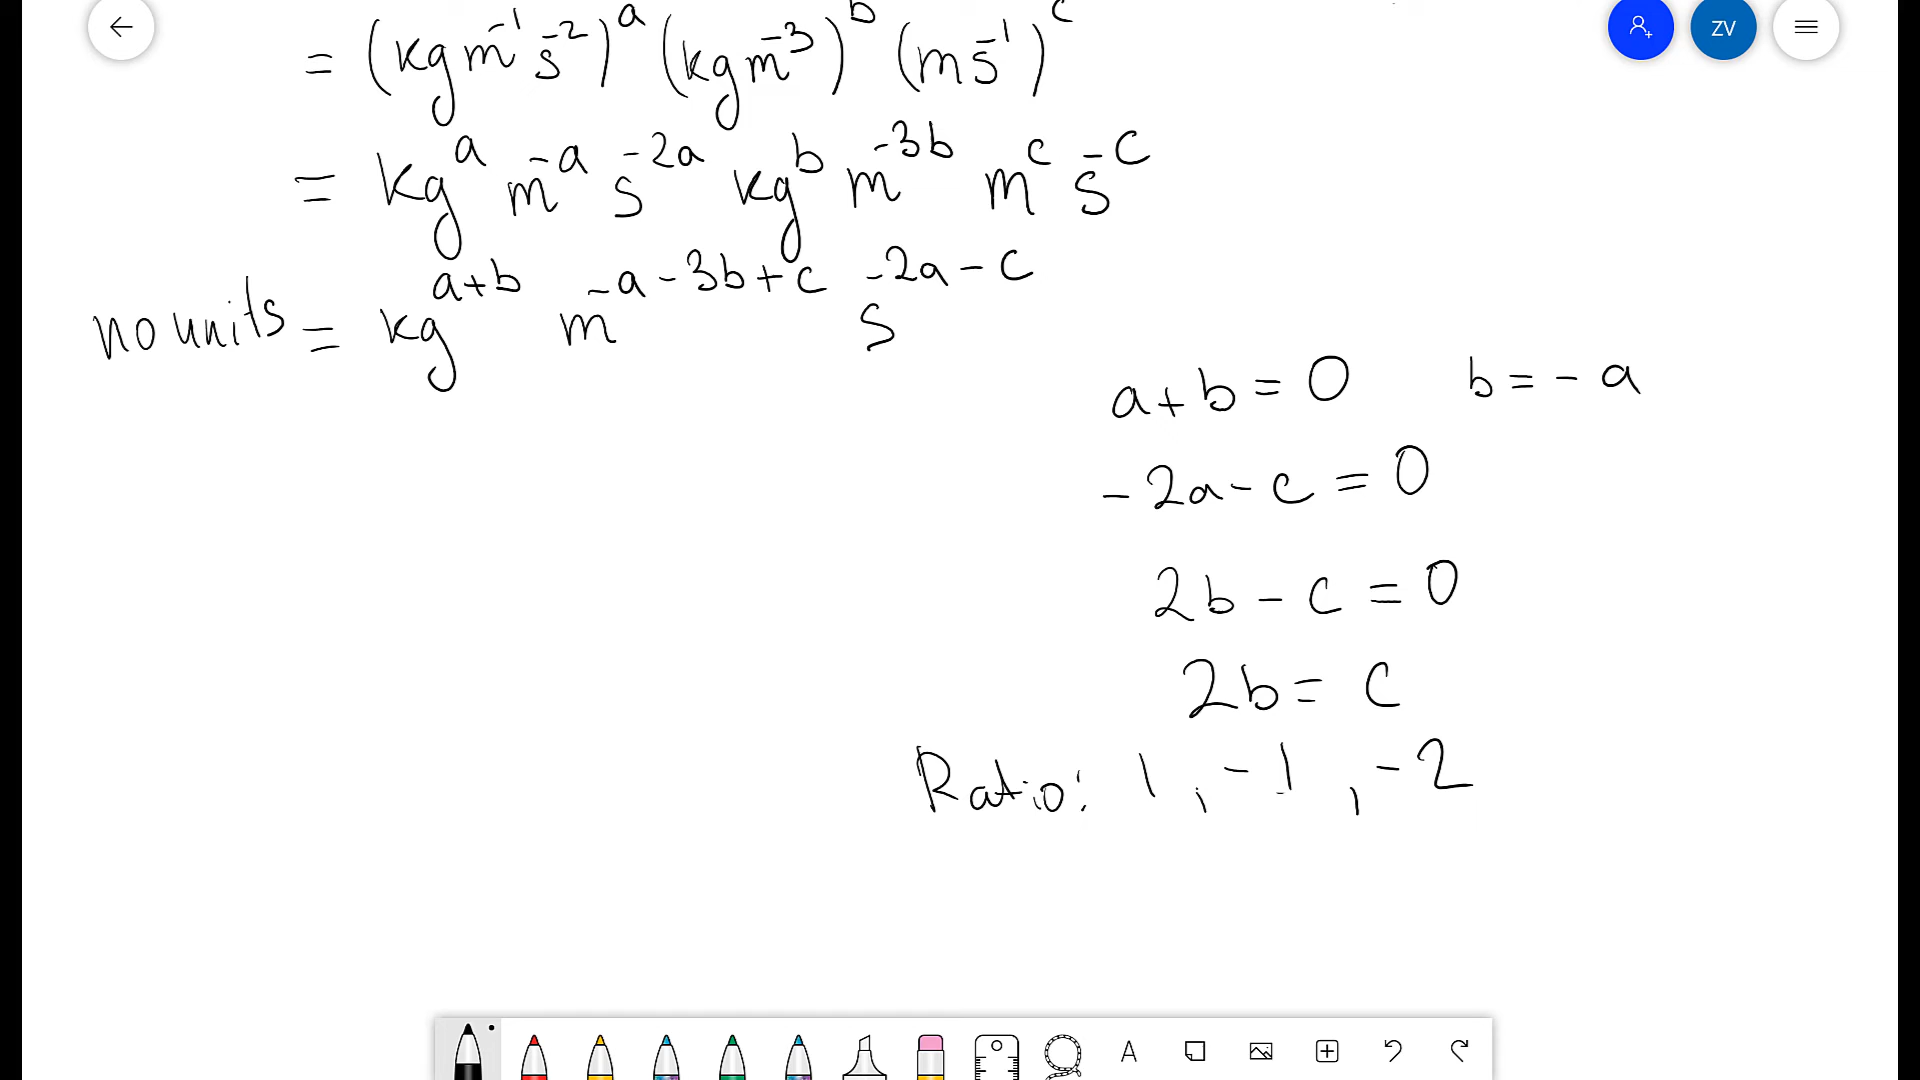 = (kg m⁻¹ s⁻²)ᵃ (kg m⁻³)ᵇ (m s⁻¹)ᶜ
= kgᵃ m⁻ᵃ s⁻²ᵃ kgᵇ m⁻³ᵇ mᶜ s⁻ᶜ
no units = kg^(a+b) m^(-a-3b+c) s^(-2a-c)
a+b=0 b=-a
-2a-c=0
2b-c=0
2b=c
Ratio: 1, -1, -2
ZV
A